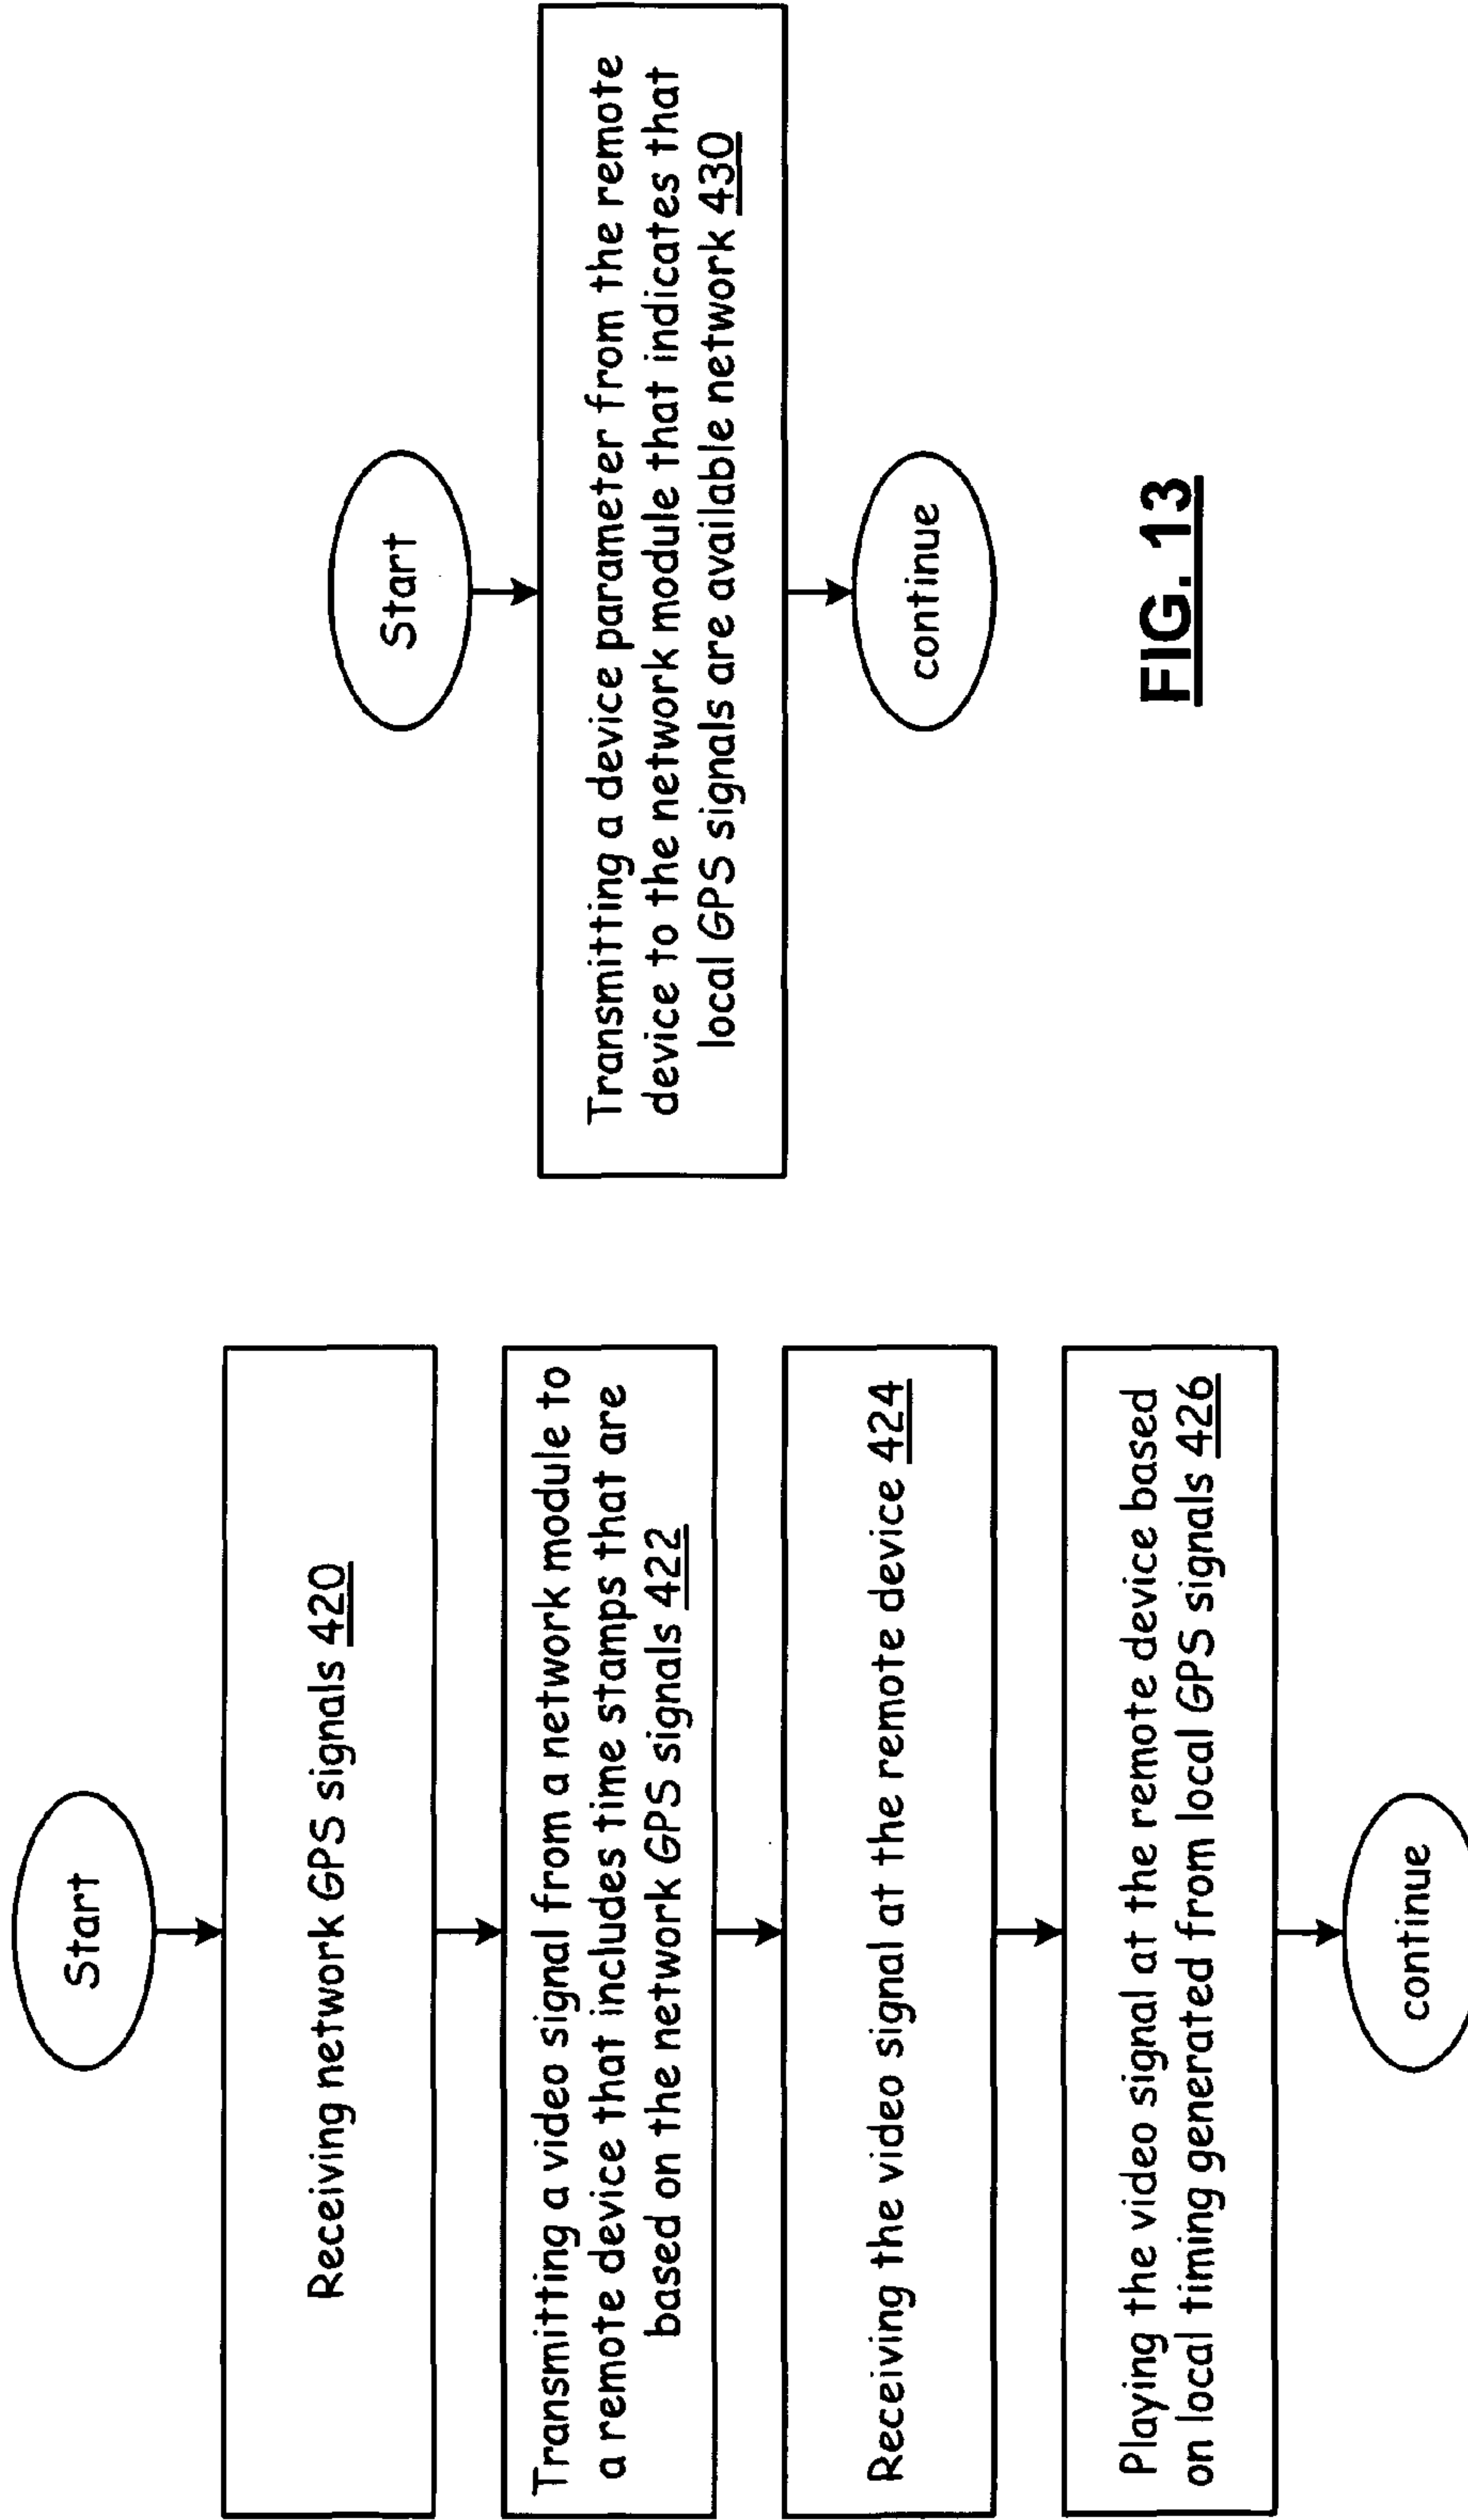 Start
Receiving network GPS signals 420
Transmitting a video signal from a network module to
a remote device that includes time stamps that are
based on the network GPS signals 422
Receiving the video signal at the remote device 424
Playing the video signal at the remote device based
on local timing generated from local GPS signals 426
continue
Start
Transmitting a device parameter from the remote
device to the network module that indicates that
local GPS signals are available network 430
continue
FIG. 13